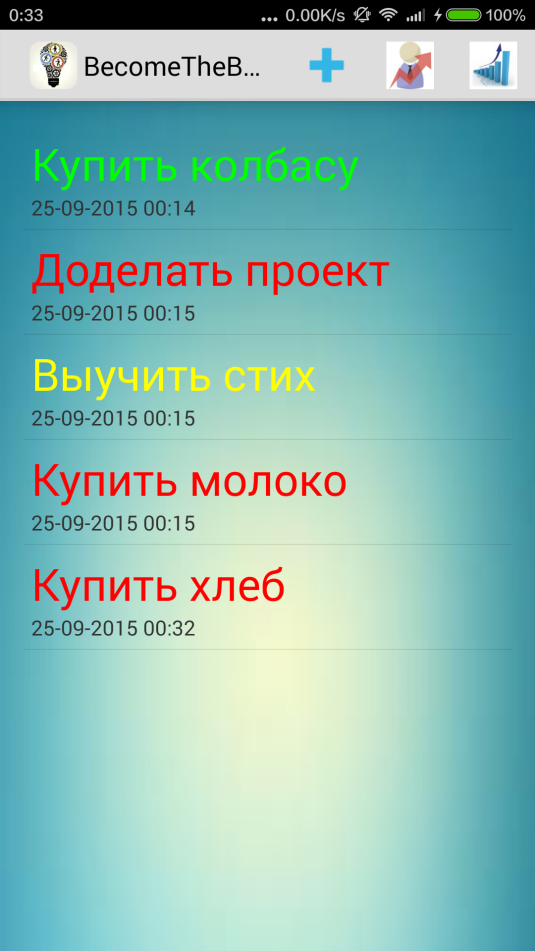 0:33 ... 0.00K/s 100%
BecomeTheB...
Купить колбасу
25-09-2015 00:14
Доделать проект
25-09-2015 00:15
Выучить стих
25-09-2015 00:15
Купить молоко
25-09-2015 00:15
Купить хлеб
25-09-2015 00:32